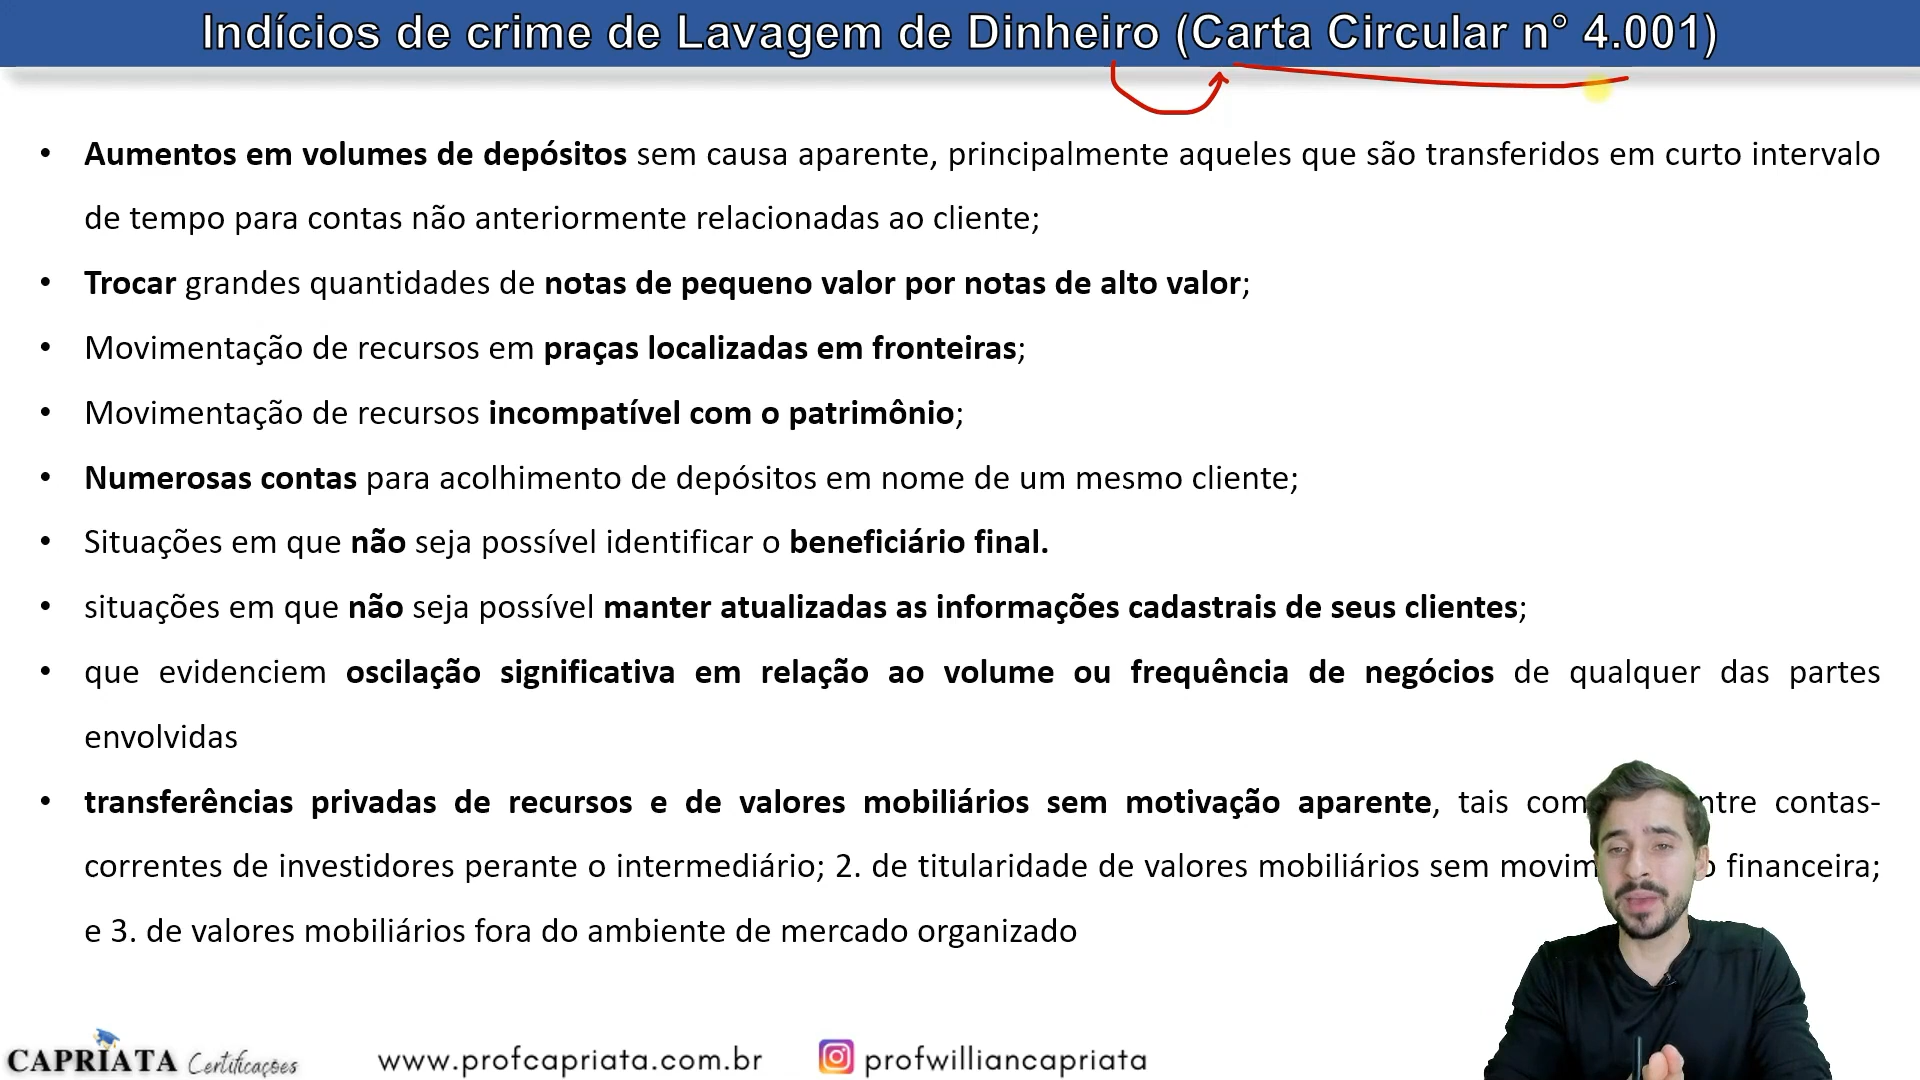 Indícios de crime de Lavagem de Dinheiro (Carta Circular n° 4.001)
• Aumentos em volumes de depósitos sem causa aparente, principalmente aqueles que são transferidos em curto intervalo
de tempo para contas não anteriormente relacionadas ao cliente;
• Trocar grandes quantidades de notas de pequeno valor por notas de alto valor;
• Movimentação de recursos em praças localizadas em fronteiras;
• Movimentação de recursos incompatível com o patrimônio;
• Numerosas contas para acolhimento de depósitos em nome de um mesmo cliente;
• Situações em que não seja possível identificar o beneficiário final.
• situações em que não seja possível manter atualizadas as informações cadastrais de seus clientes;
• que evidenciem oscilação significativa em relação ao volume ou frequência de negócios de qualquer das partes
envolvidas
• transferências privadas de recursos e de valores mobiliários sem motivação aparente, tais contas-
correntes de investidores perante o intermediário; 2. de titularidade de valores mobiliários sem financeira;
e 3. de valores mobiliários fora do ambiente de mercado organizado
CAPRIATA Certificações www.profcapriata.com.br profwilliancapriata